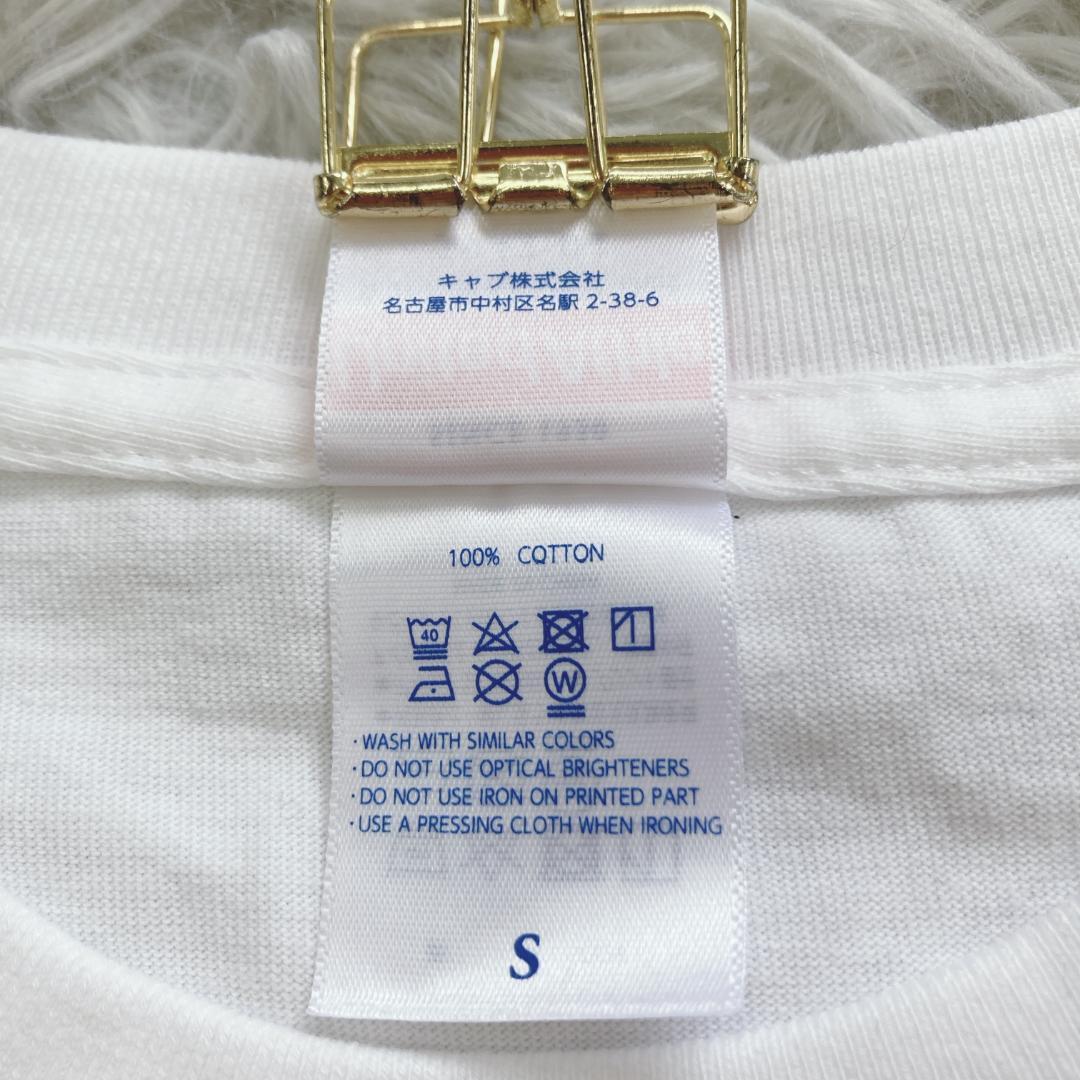 キャブ株式会社
名古屋市中村区名駅 2-38-6
100% COTTON
40
W
·WASH WITH SIMILAR COLORS
·DO NOT USE OPTICAL BRIGHTENERS
·DO NOT USE IRON ON PRINTED PART
·USE A PRESSING CLOTH WHEN IRONING
S